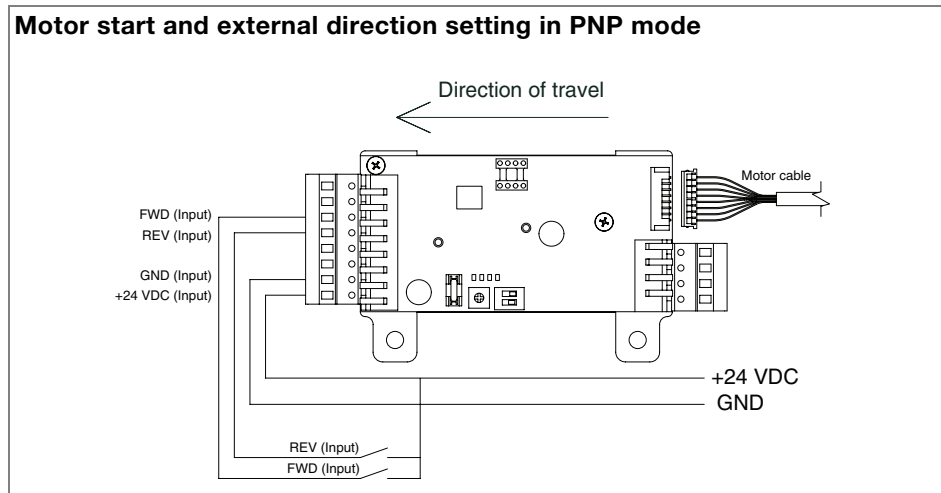 Motor start and external direction setting in PNP mode
Direction of travel
Motor cable
FWD (Input)
REV (Input)
GND (Input)
+24 VDC (Input)
+24 VDC
GND
REV (Input)
FWD (Input)